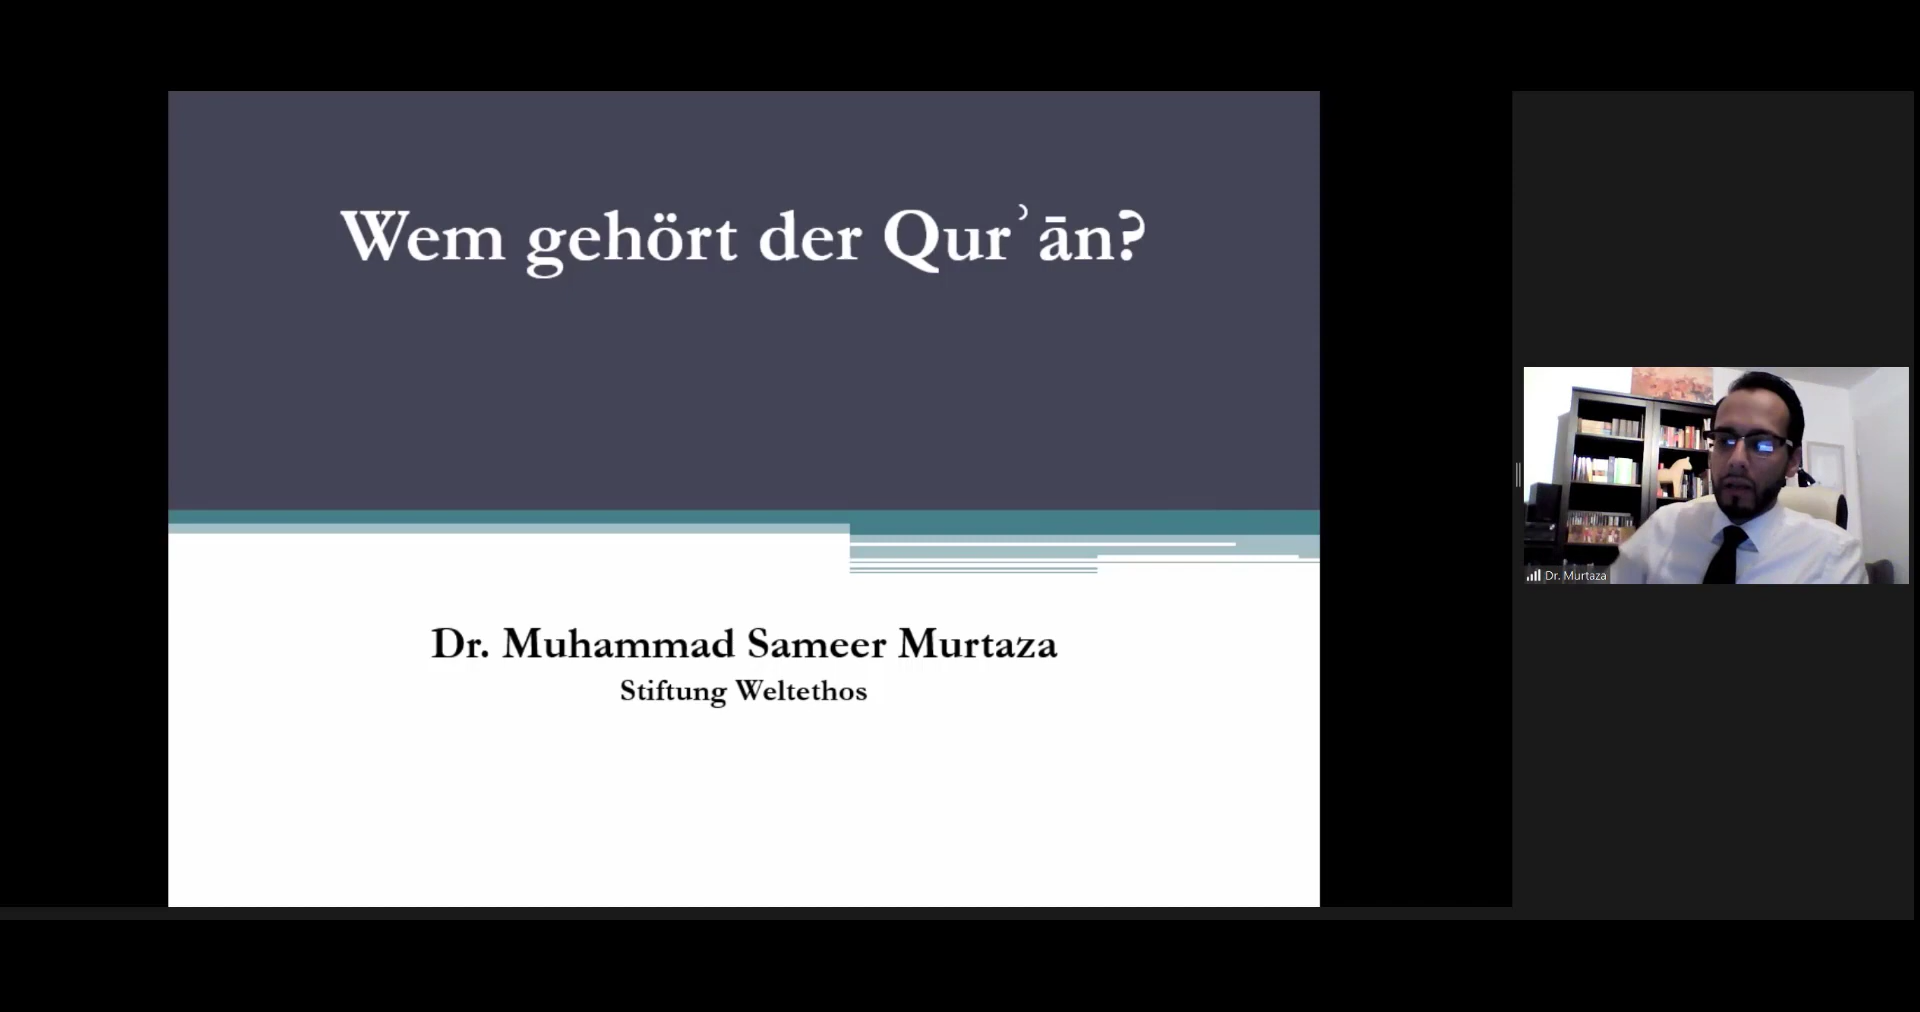 Wem gehört der Qurʾān?
Dr. Muhammad Sameer Murtaza
Stiftung Weltethos
Dr. Murtaza